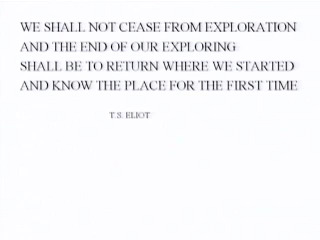 WE SHALL NOT CEASE FROM EXPLORATION
AND THE END OF OUR EXPLORING
SHALL BE TO RETURN WHERE WE STARTED
AND KNOW THE PLACE FOR THE FIRST TIME
T.S. ELIOT